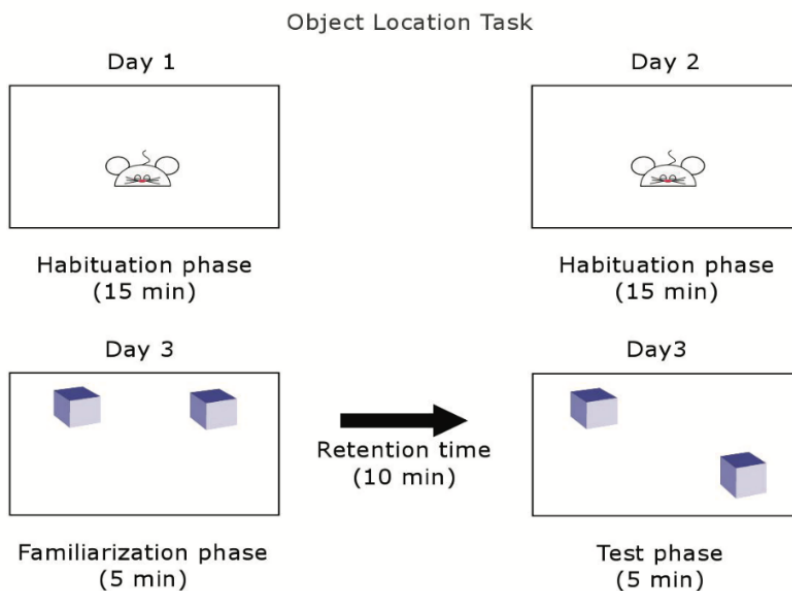 Object Location Task
Day 1
Day 2
Habituation phase
(15 min)
Habituation phase
(15 min)
Day 3
Day3
Retention time
(10 min)
Familiarization phase
(5 min)
Test phase
(5 min)